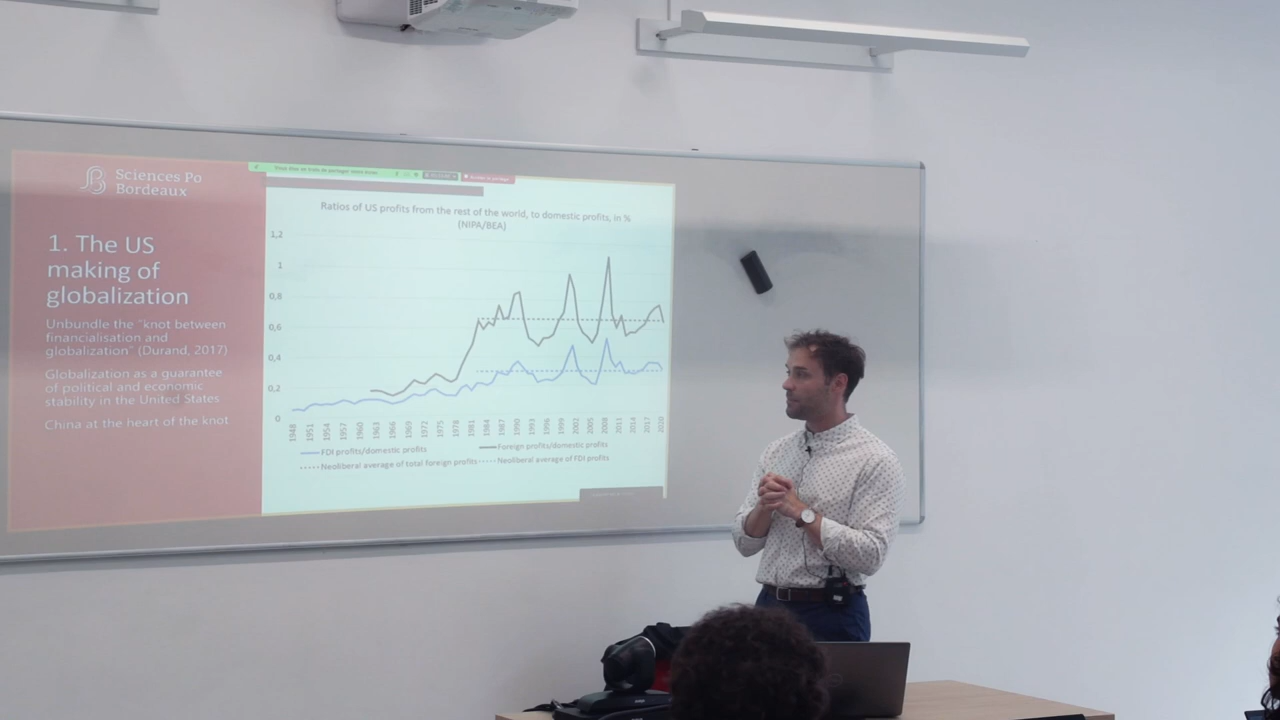 Sciences Po
Bordeaux
1. The US
making of
globalization
Unbundle the "knot between
financialisation and
globalization" (Durand, 2017)
Globalization as a guarantee
of political and economic
stability in the United States
China at the heart of the knot
Ratios of US profits from the rest of the world, to domestic profits, in %
(NIPA/BEA)
1,2
1
0,8
0,6
0,4
0,2
0
1948 1951 1954 1957 1960 1963 1966 1969 1972 1975 1978 1981 1984 1987 1990 1993 1996 1999 2002 2005 2008 2011 2014 2017 2020
FDI profits/domestic profits
Foreign profits/domestic profits
Neoliberal average of total foreign profits
Neoliberal average of FDI profits